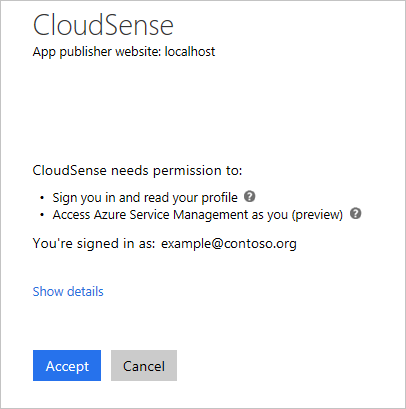 CloudSense
App publisher website: localhost
CloudSense needs permission to:
• Sign you in and read your profile ?
• Access Azure Service Management as you (preview) ?
You're signed in as: example@contoso.org
Show details
Accept Cancel